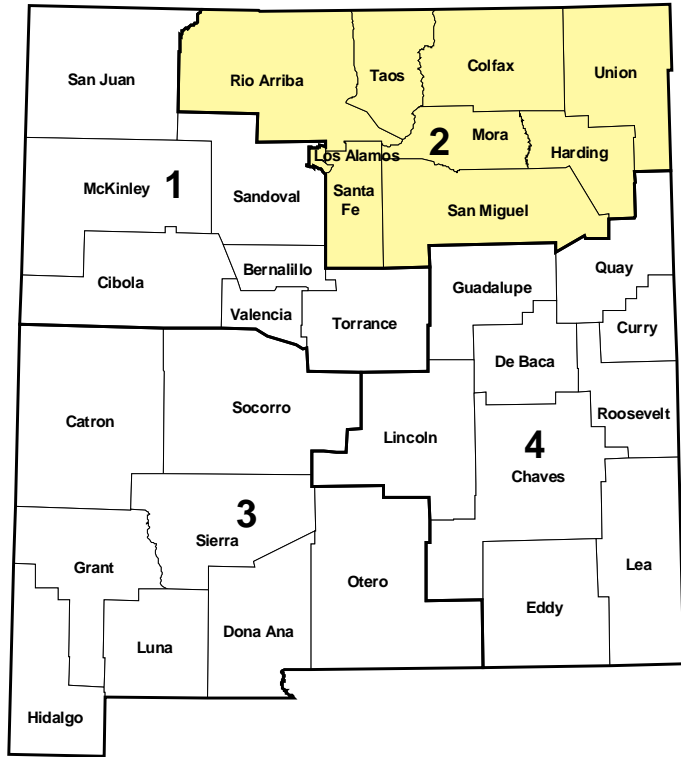 San Juan
Rio Arriba
Taos
Colfax
Union
Los Alamos
2
Mora
Harding
McKinley
1
Sandoval
Santa
Fe
San Miguel
Cibola
Bernalillo
Valencia
Torrance
Guadalupe
Quay
Curry
De Baca
Catron
Socorro
Lincoln
Roosevelt
4
Chaves
3
Sierra
Grant
Otero
Lea
Eddy
Luna
Dona Ana
Hidalgo